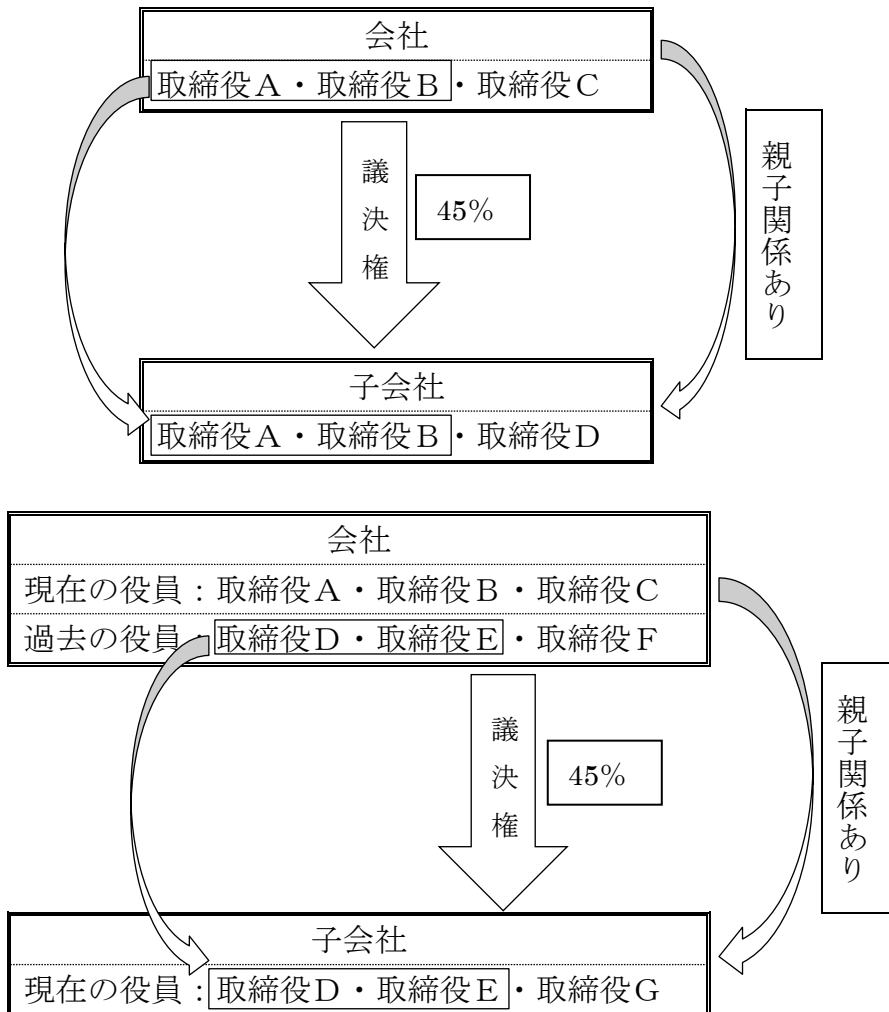 会社
取締役A・取締役B・取締役C
議決権
45%
親子関係あり
子会社
取締役A・取締役B・取締役D
会社
現在の役員：取締役A・取締役B・取締役C
過去の役員：取締役D・取締役E・取締役F
議決権
45%
親子関係あり
子会社
現在の役員：取締役D・取締役E・取締役G